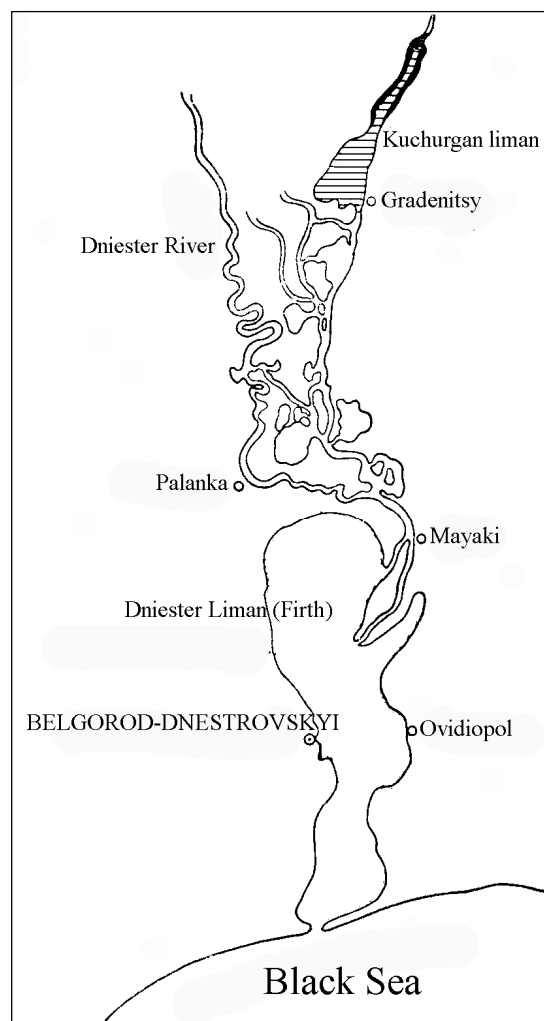 Kuchurgan liman
Gradenitsy
Dniester River
Palanka
Mayaki
Dniester Liman (Firth)
BELGOROD-DNESTROVSKYI
Ovidiopol
Black Sea